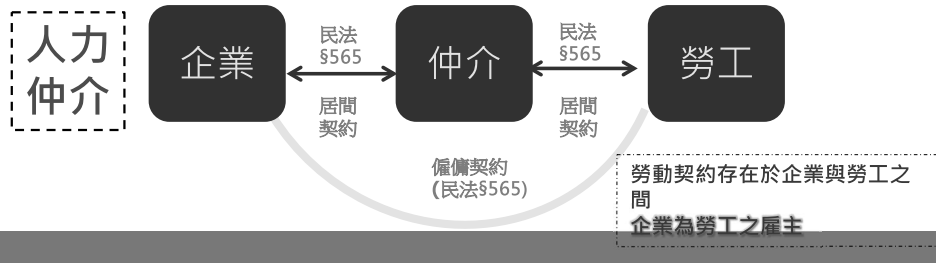 人力
仲介
企業
民法
§565
居間
契約
仲介
民法
§565
居間
契約
勞工
僱傭契約
(民法§565)
勞動契約存在於企業與勞工之
間
企業為勞工之雇主